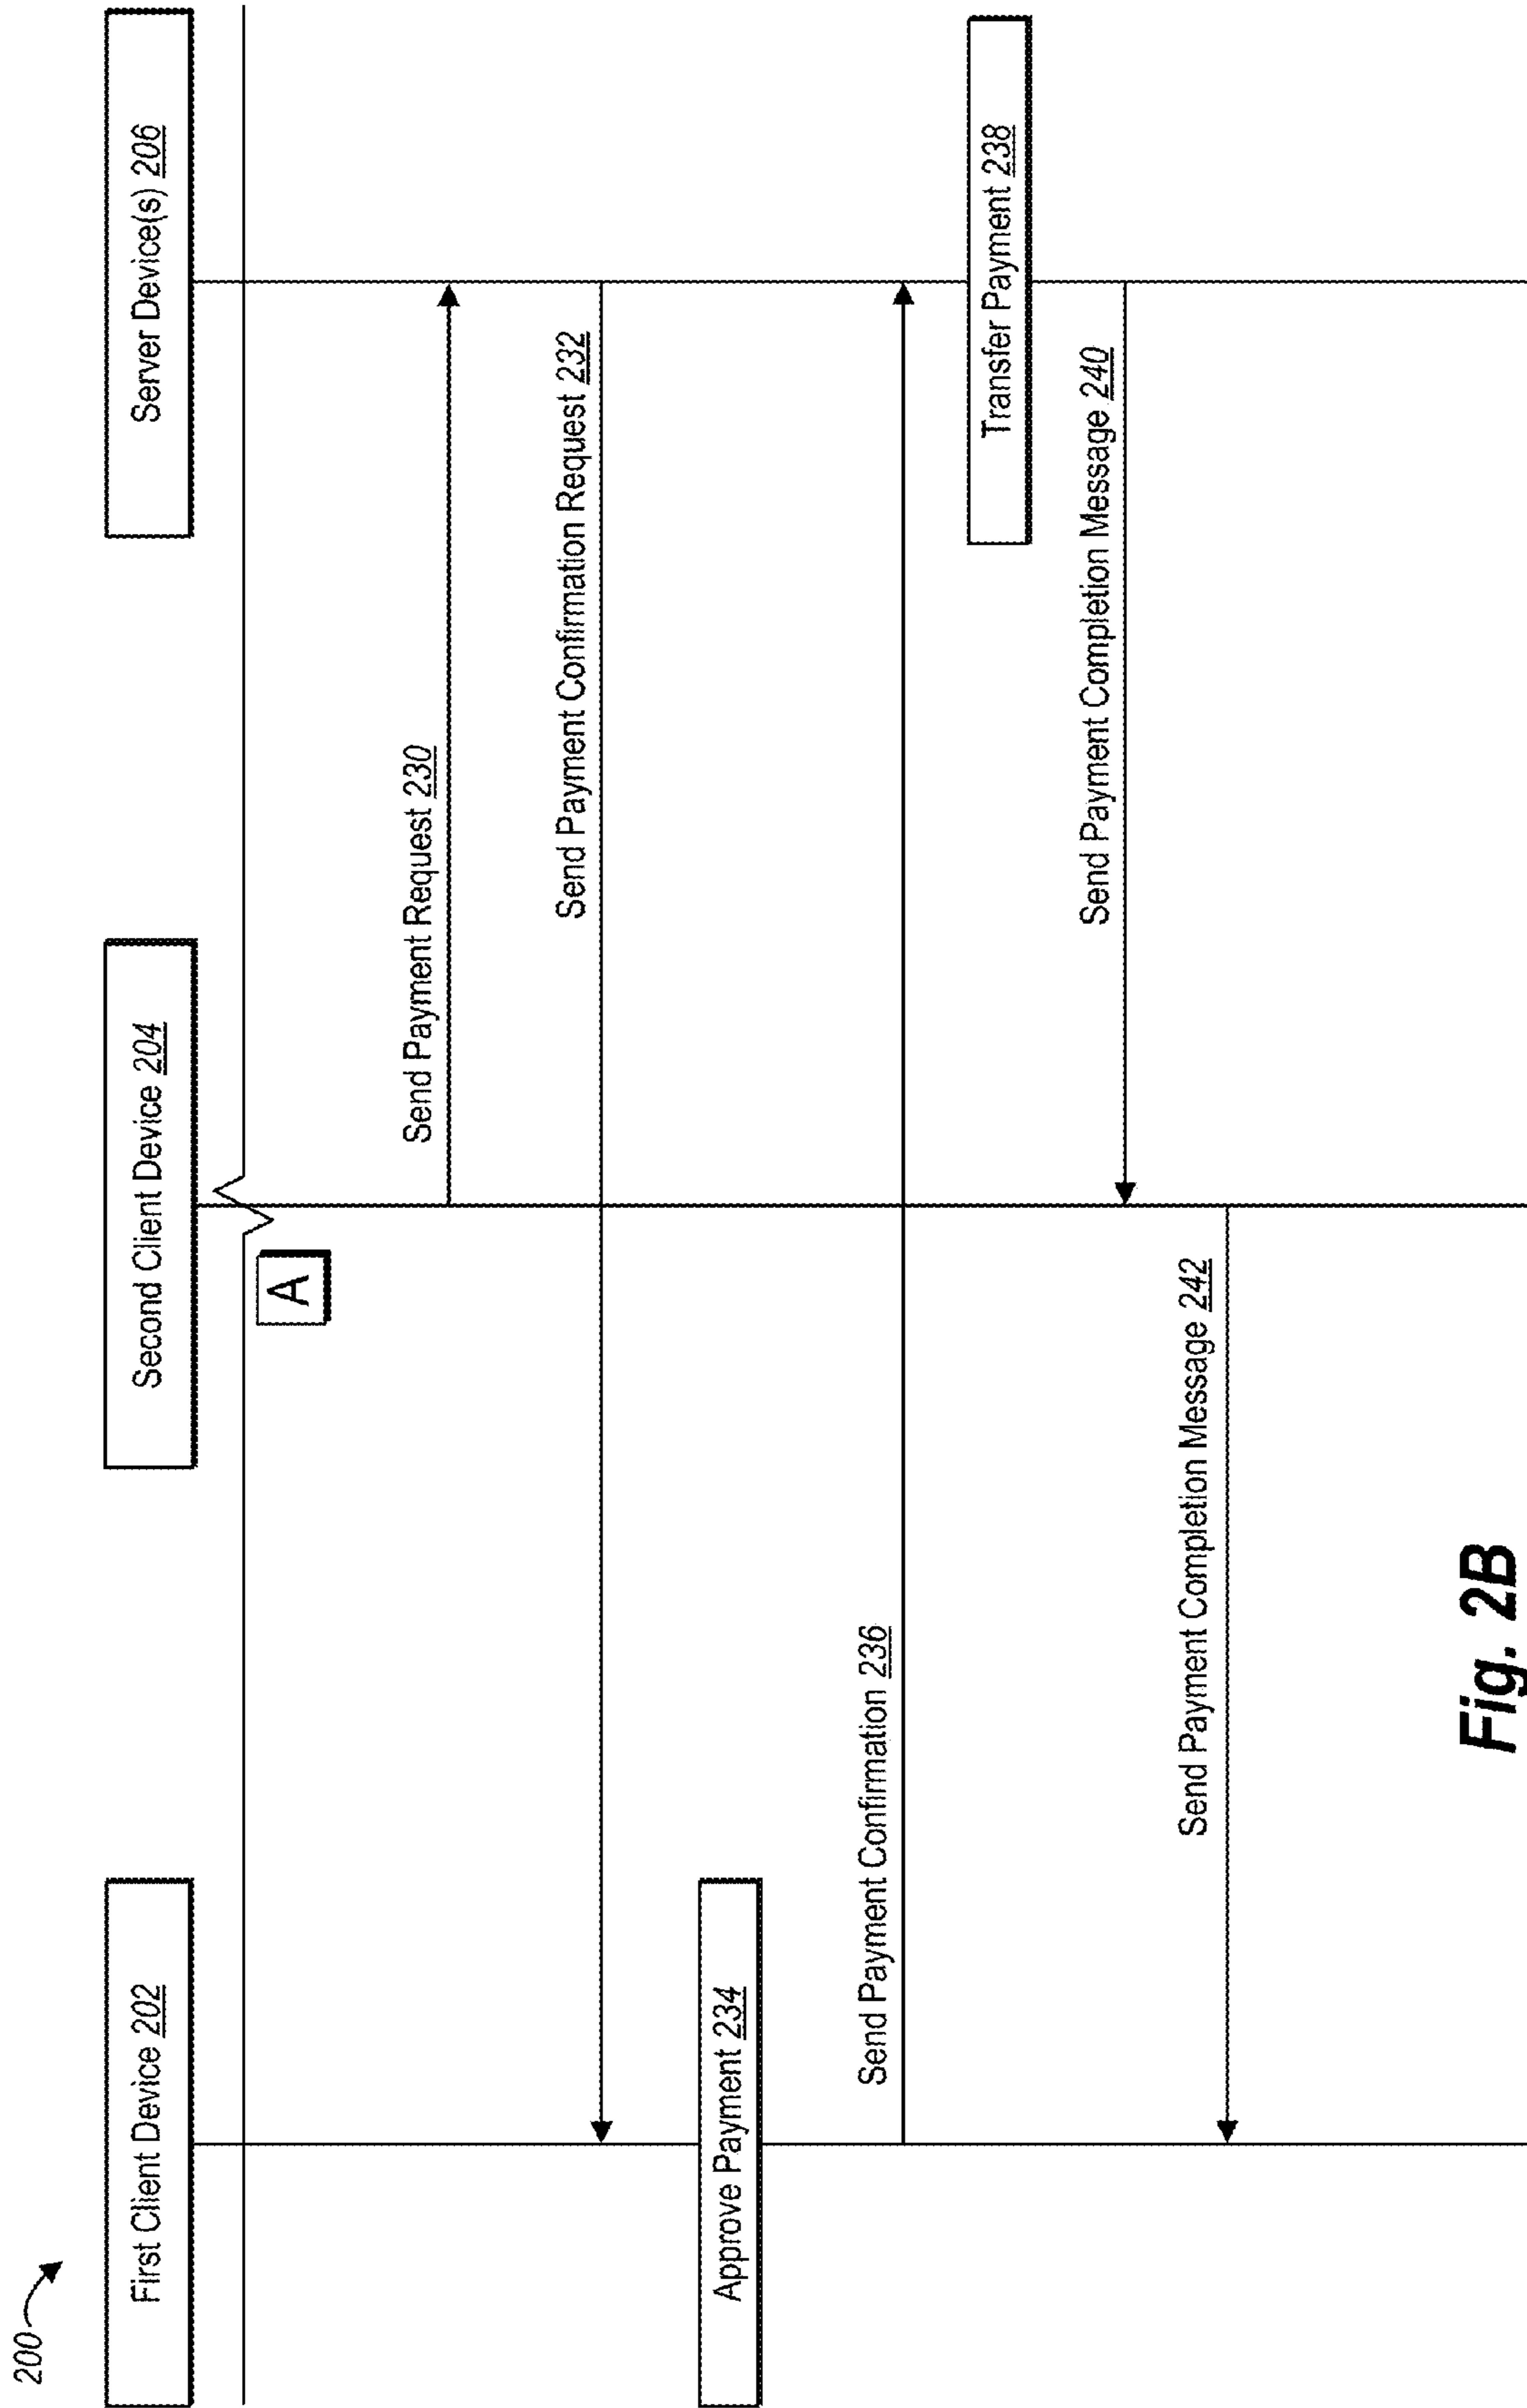 200
First Client Device 202
Second Client Device 204
Server Device(s) 206
A
Send Payment Request 230
Send Payment Confirmation Request 232
Approve Payment 234
Send Payment Confirmation 236
Transfer Payment 238
Send Payment Completion Message 240
Send Payment Completion Message 242
Fig. 2B